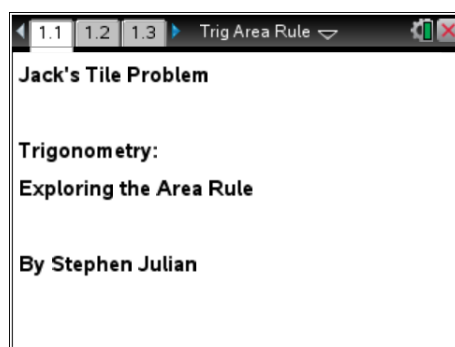 1.1 1.2 1.3 Trig Area Rule
Jack's Tile Problem
Trigonometry:
Exploring the Area Rule
By Stephen Julian